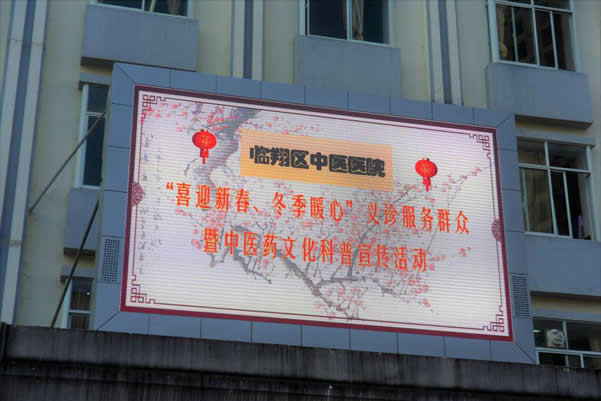 临翔区中医医院
“喜迎新春、冬季暖心”义诊服务群众
暨中医药文化科普宣传活动